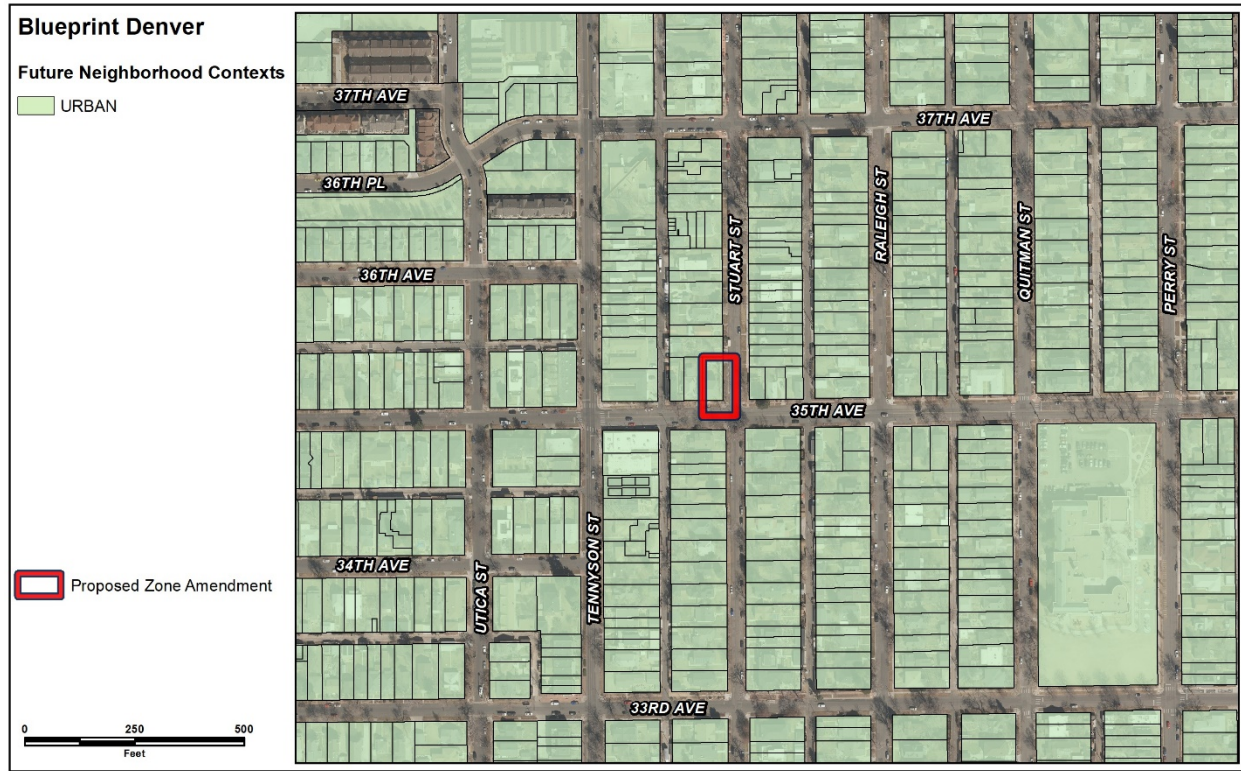 Blueprint Denver
Future Neighborhood Contexts
URBAN
37TH AVE
37TH AVE
36TH PL
STUART ST
RALEIGH ST
QUITMAN ST
PERRY ST
36TH AVE
35TH AVE
34TH AVE
UTICA ST
TENNYSON ST
33RD AVE
Proposed Zone Amendment
0 250 500
Feet